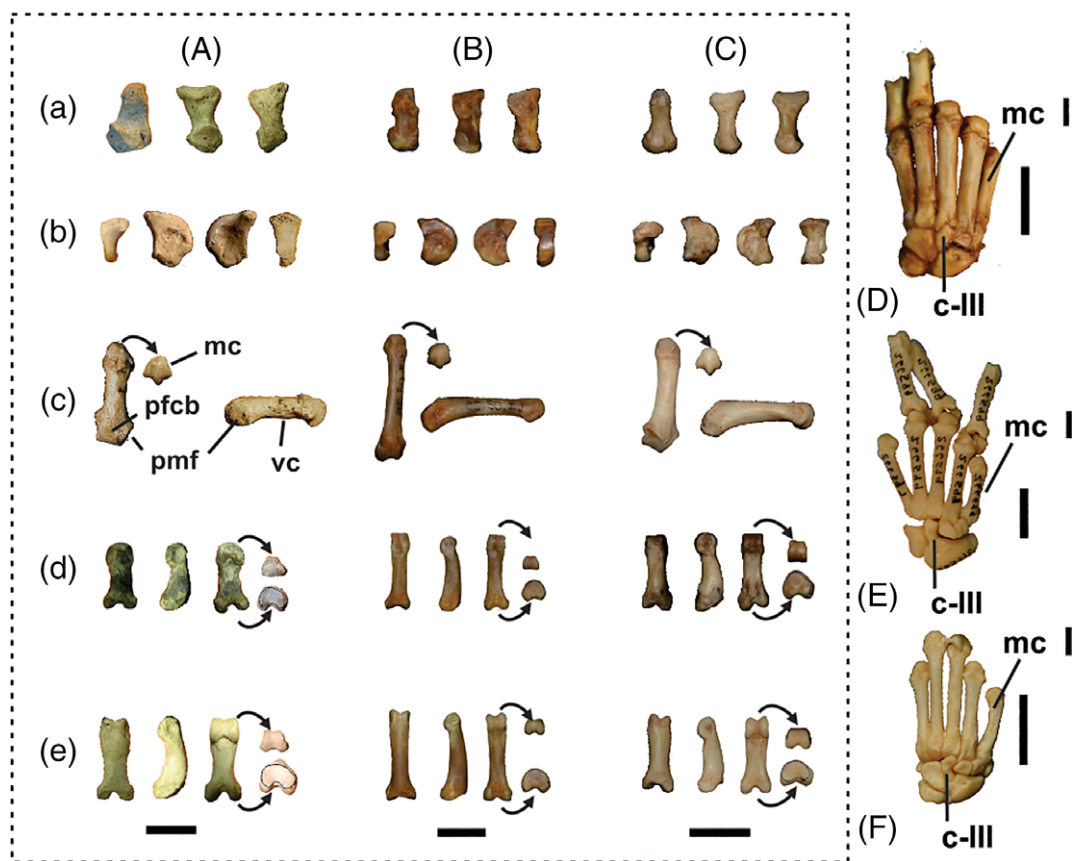 (A) (B) (C)
(a)
(b)
(c)
(d)
(e)
mc
pfcb
pmf
vc
mc I
c-III
(D)
mc I
c-III
(E)
mc I
c-III
(F)